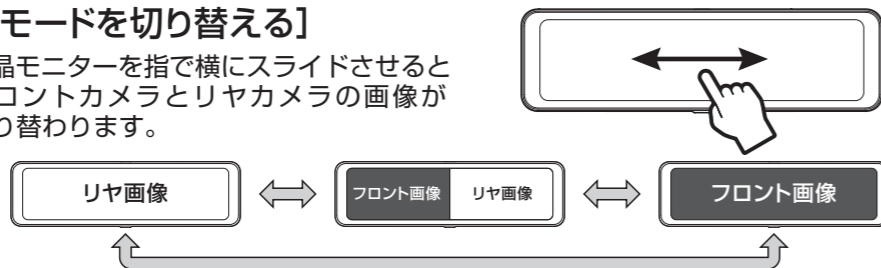 モードを切り替える]
晶モニターを指で横にスライドさせると
コントカメラとリヤカメラの画像が
り替わります。
リヤ画像
フロント画像
リヤ画像
フロント画像